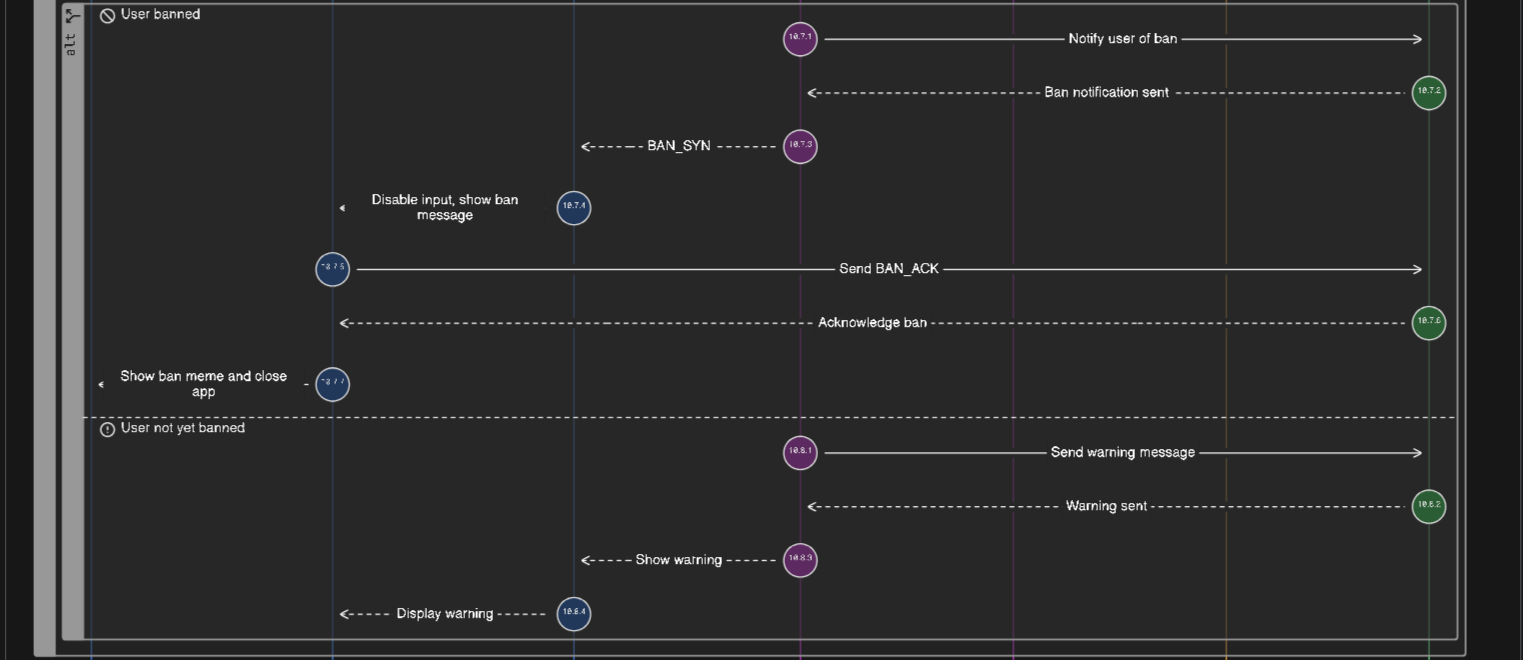 alt
User banned
10.7.1
Notify user of ban
Ban notification sent
10.7.2
BAN_SYN
10.7.3
Disable input, show ban
message
10.7.4
10.7.5
Send BAN_ACK
Acknowledge ban
10.7.6
Show ban meme and close
app
10.7.7
User not yet banned
10.8.1
Send warning message
Warning sent
10.8.2
Show warning
10.8.3
Display warning
10.8.4